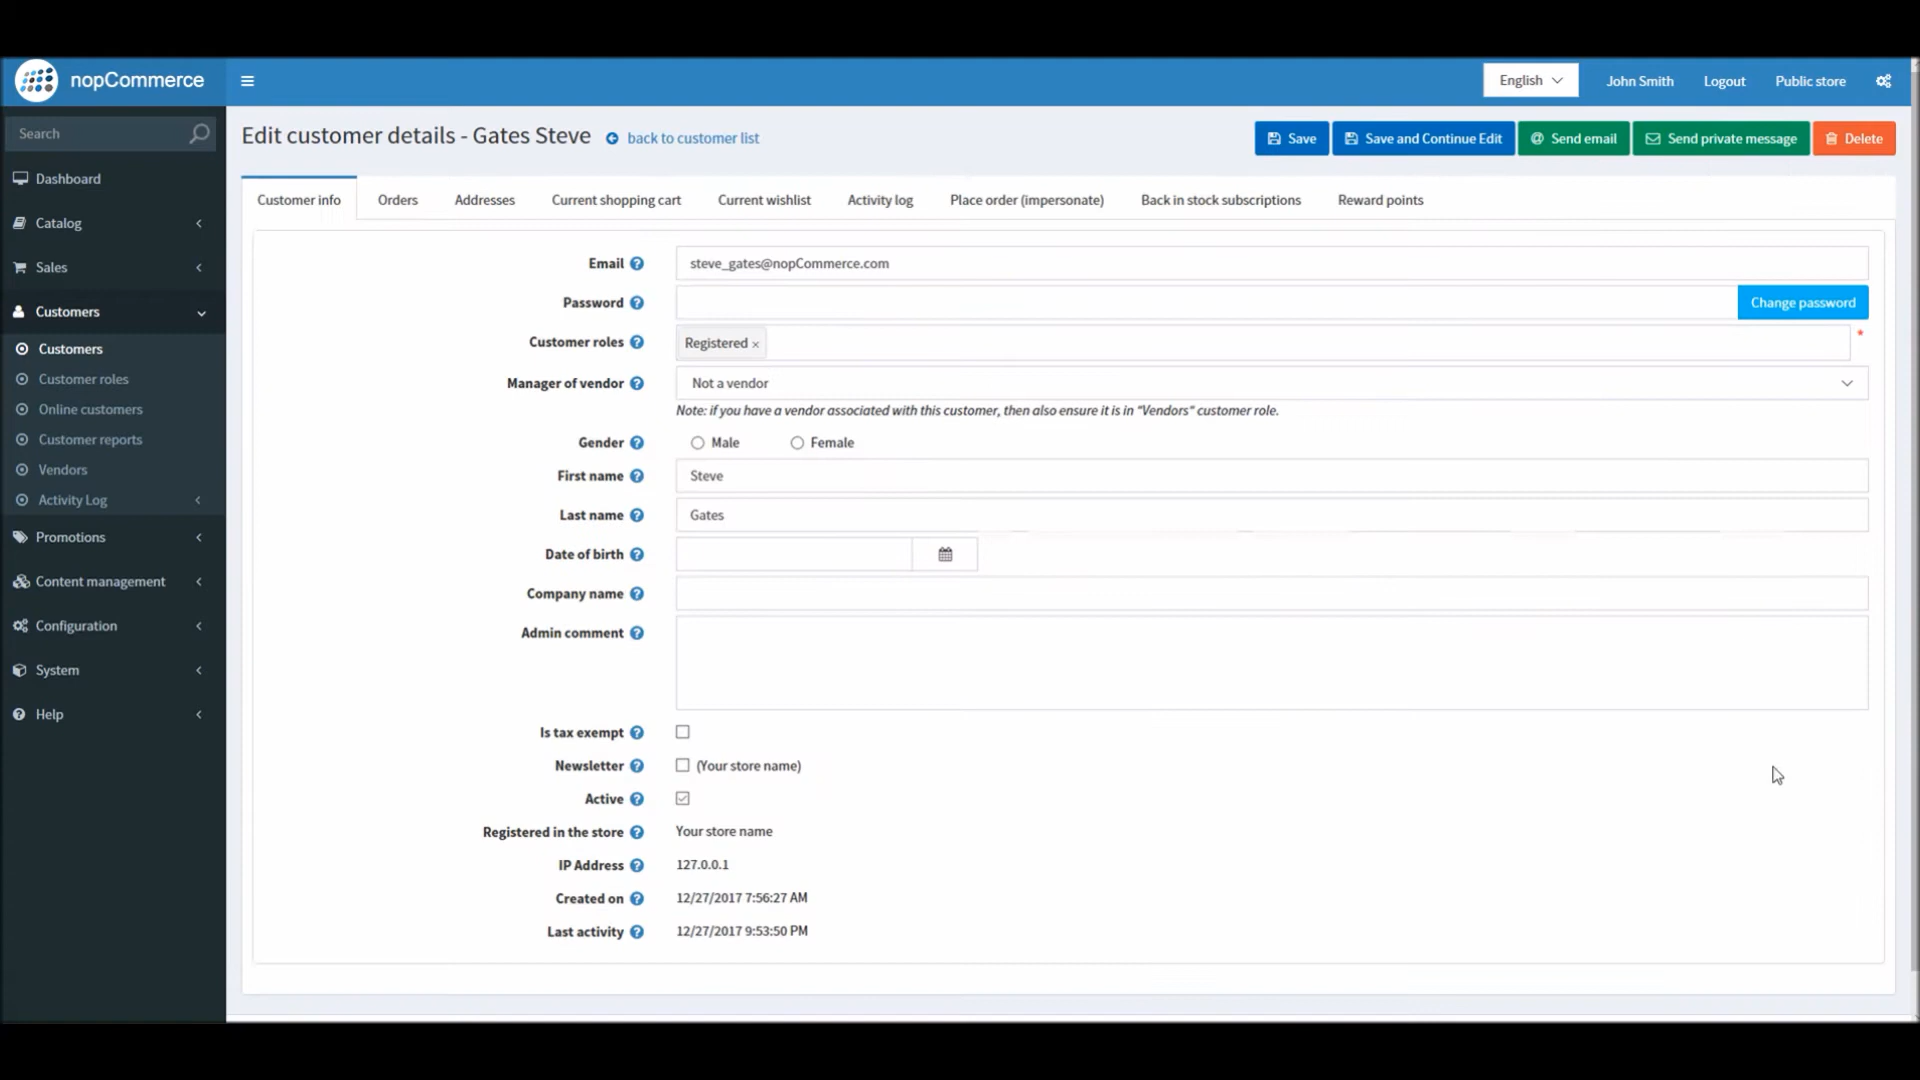 nopCommerce
English
John Smith
Logout
Public store
Search
Edit customer details - Gates Steve
back to customer list
Save
Save and Continue Edit
Send email
Send private message
Delete
Dashboard
Catalog
Sales
Customers
Customers
Customer roles
Online customers
Customer reports
Vendors
Activity Log
Promotions
Content management
Configuration
System
Help
Customer info
Orders
Addresses
Current shopping cart
Current wishlist
Activity log
Place order (impersonate)
Back in stock subscriptions
Reward points
Email steve_gates@nopCommerce.com
Password
Change password
Customer roles Registered ×
*
Manager of vendor Not a vendor
Note: if you have a vendor associated with this customer, then also ensure it is in "Vendors" customer role.
Gender Male Female
First name Steve
Last name Gates
Date of birth
Company name
Admin comment
Is tax exempt
Newsletter (Your store name)
Active
Registered in the store Your store name
IP Address 127.0.0.1
Created on 12/27/2017 7:56:27 AM
Last activity 12/27/2017 9:53:50 PM